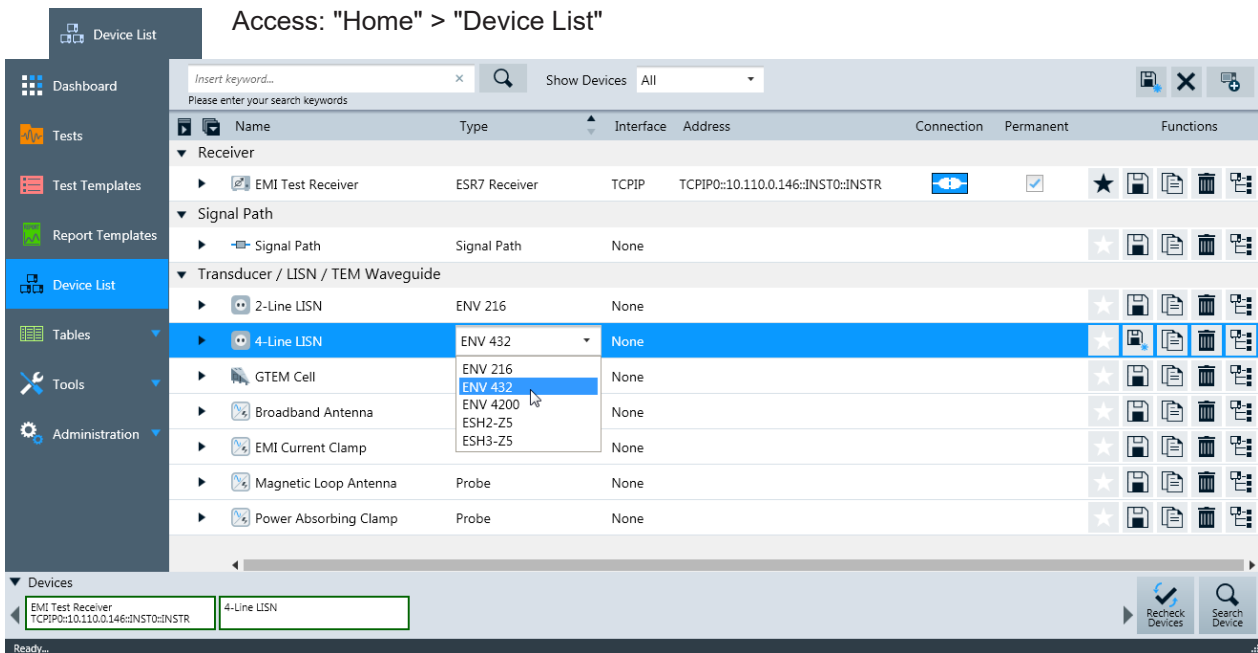 Access: "Home" > "Device List"
Device List
Dashboard
Tests
Test Templates
Report Templates
Device List
Tables
Tools
Administration
Insert keyword... × Show Devices All
Please enter your search keywords
Name Type Interface Address Connection Permanent Functions
Receiver
EMI Test Receiver ESR7 Receiver TCPIP TCPIP0::10.110.0.146::INST0::INSTR
Signal Path
Signal Path Signal Path None
Transducer / LISN / TEM Waveguide
2-Line LISN ENV 216 None
4-Line LISN ENV 432 None
ENV 216
ENV 432
ENV 4200
ESH2-Z5
ESH3-Z5
GTEM Cell None
Broadband Antenna None
EMI Current Clamp None
Magnetic Loop Antenna Probe None
Power Absorbing Clamp Probe None
Devices
EMI Test Receiver
TCPIP0::10.110.0.146::INST0::INSTR
4-Line LISN
Recheck
Devices
Search
Device
Ready...